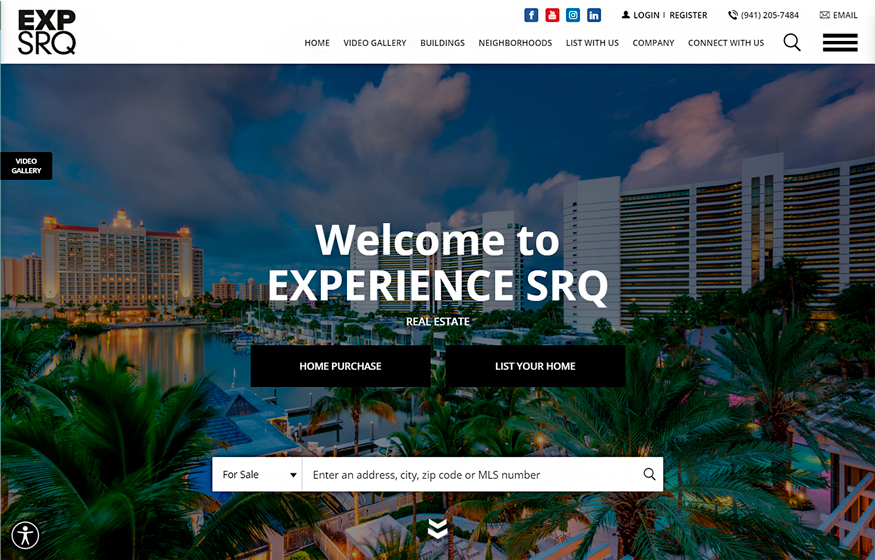 EXP
SRQ
LOGIN | REGISTER
(941) 205-7484
EMAIL
HOME
VIDEO GALLERY
BUILDINGS
NEIGHBORHOODS
LIST WITH US
COMPANY
CONNECT WITH US
VIDEO
GALLERY
Welcome to
EXPERIENCE SRQ
REAL ESTATE
HOME PURCHASE
LIST YOUR HOME
For Sale
Enter an address, city, zip code or MLS number